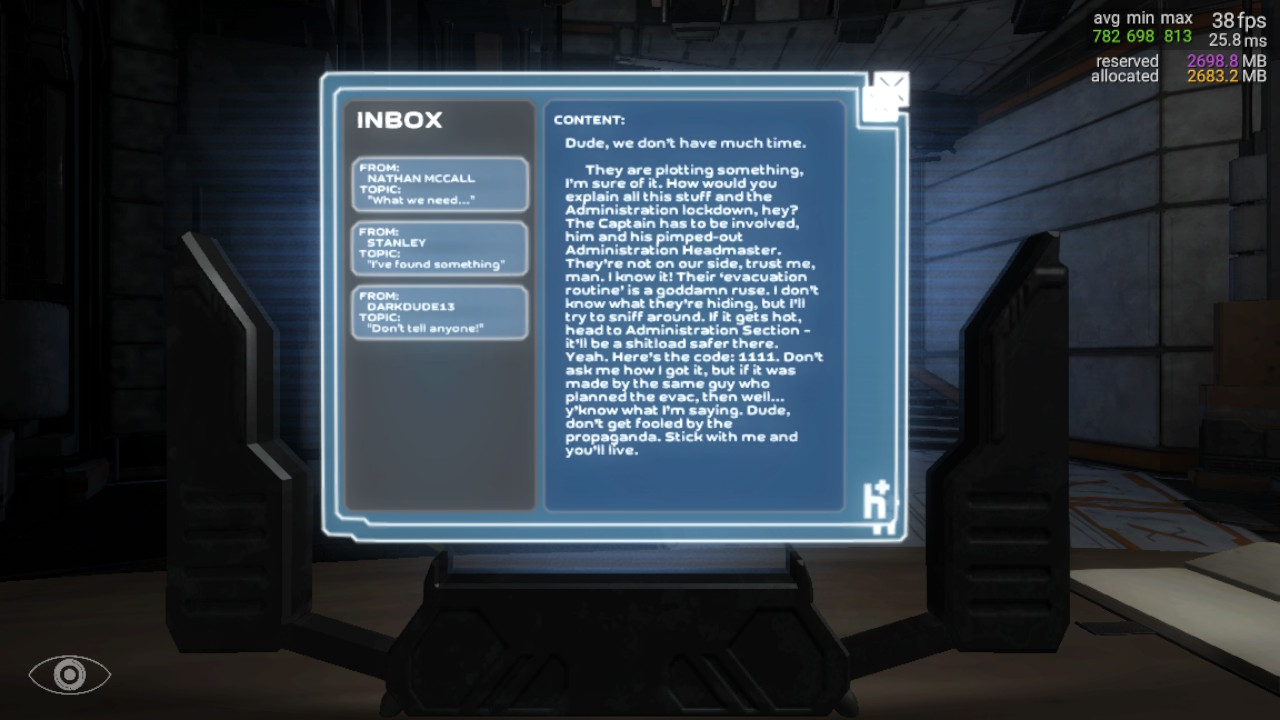 avg min max 38 fps
782 698 813 25.8 ms
reserved 2698.8 MB
allocated 2683.2 MB
INBOX
FROM:
NATHAN MCCALL
TOPIC:
"What we need..."
FROM:
STANLEY
TOPIC:
"I've found something"
FROM:
DARKDUDE13
TOPIC:
"Don't tell anyone!"
CONTENT:
Dude, we don't have much time.
They are plotting something,
I'm sure of it. How would you
explain all this stuff and the
Administration lockdown, hey?
The Captain has to be involved,
him and his pimped-out
Administration Headmaster.
They're not on our side, trust me,
man. I know it! Their 'evacuation
routine' is a goddamn ruse. I don't
know what they're hiding, but I'll
try to sniff around. If it gets hot,
head to Administration Section -
it'll be a shitload safer there.
Yeah. Here's the code: 1111. Don't
ask me how I got it, but if it was
made by the same guy who
planned the evac, then well...
y'know what I'm saying. Dude,
don't get fooled by the
propaganda. Stick with me and
you'll live.
h+